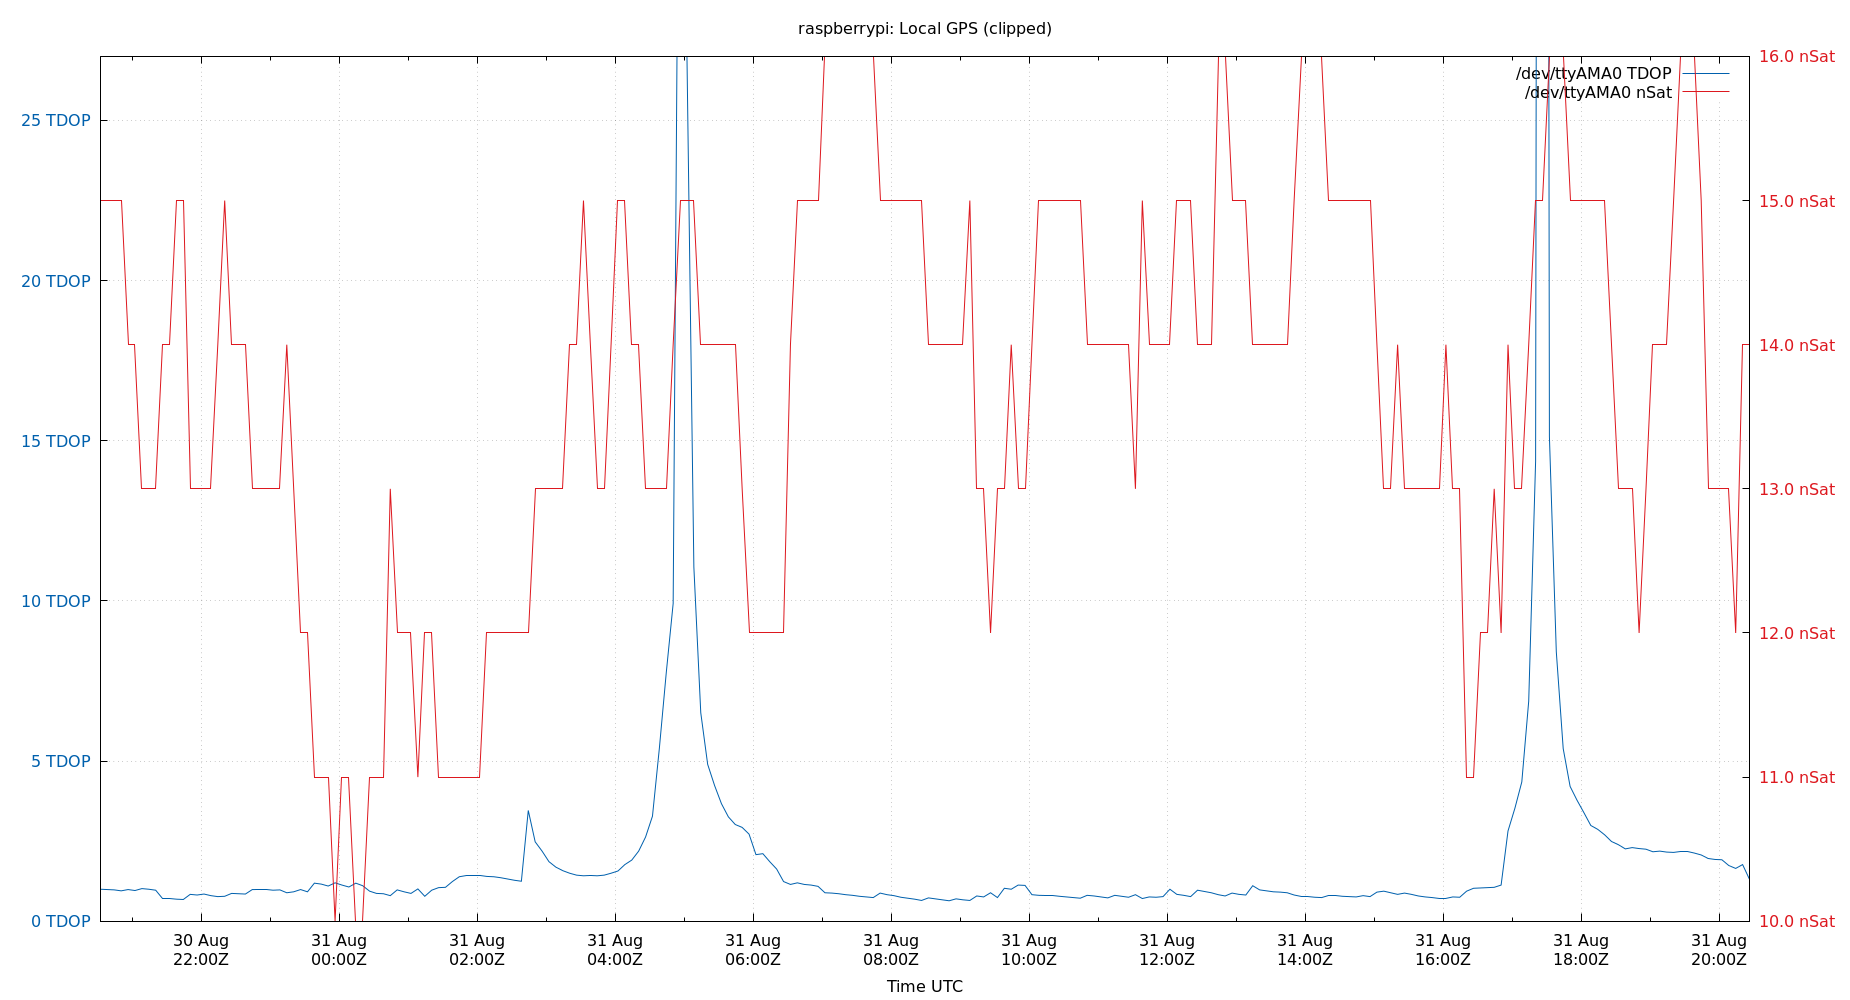 raspberrypi: Local GPS (clipped)
16.0 nSat
/dev/ttyAMA0 TDOP
/dev/ttyAMA0 nSat
25 TDOP
15.0 nSat
20 TDOP
14.0 nSat
15 TDOP
13.0 nSat
10 TDOP
12.0 nSat
5 TDOP
11.0 nSat
0 TDOP
10.0 nSat
30 Aug 31 Aug 31 Aug 31 Aug 31 Aug 31 Aug 31 Aug 31 Aug 31 Aug 31 Aug 31 Aug 31 Aug
22:00Z 00:00Z 02:00Z 04:00Z 06:00Z 08:00Z 10:00Z 12:00Z 14:00Z 16:00Z 18:00Z 20:00Z
Time UTC